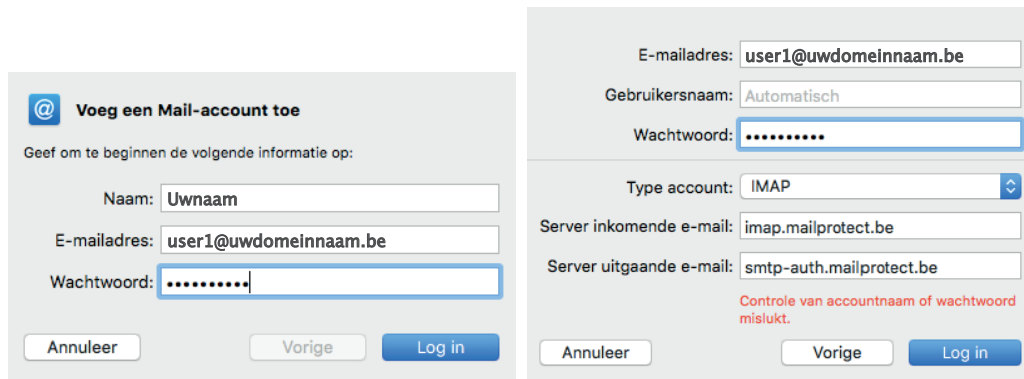 @ Voeg een Mail-account toe
Geef om te beginnen de volgende informatie op:
Naam: Uwnaam
E-mailadres: user1@uwdomeinnaam.be
Wachtwoord: ••••••••••
Annuleer Vorige Log in
E-mailadres: user1@uwdomeinnaam.be
Gebruikersnaam: Automatisch
Wachtwoord: ••••••••••
Type account: IMAP
Server inkomende e-mail: imap.mailprotect.be
Server uitgaande e-mail: smtp-auth.mailprotect.be
Controle van accountnaam of wachtwoord
mislukt.
Annuleer Vorige Log in